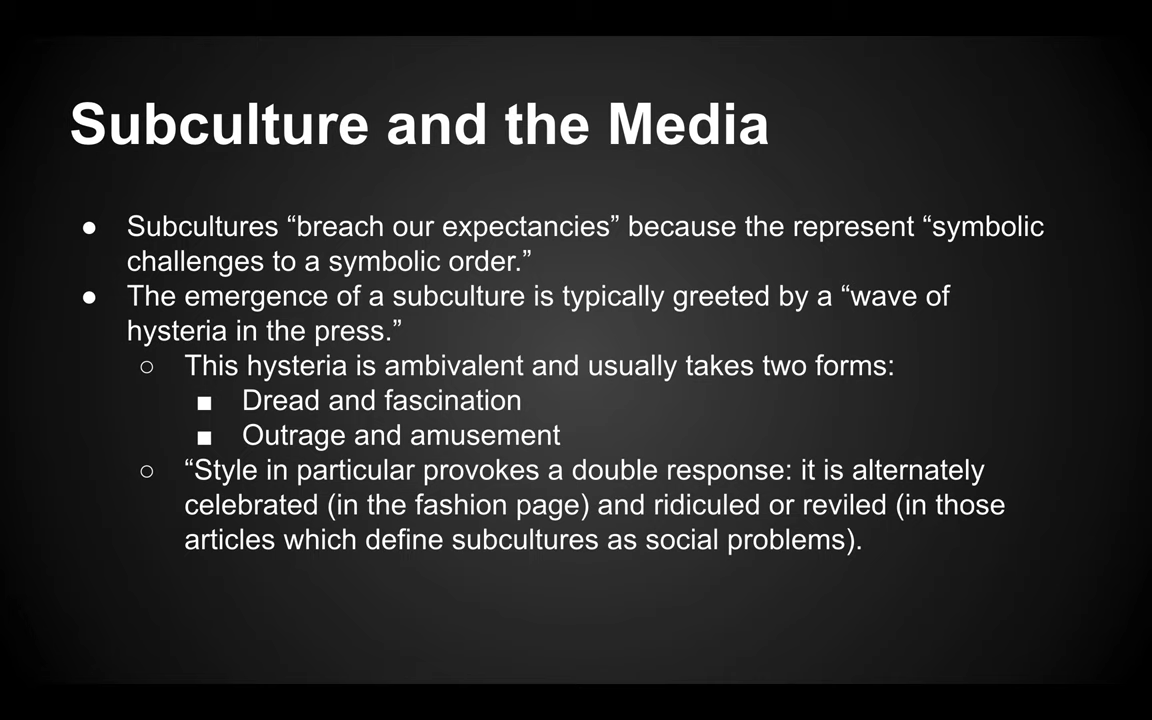 Subculture and the Media
● Subcultures “breach our expectancies” because the represent “symbolic
challenges to a symbolic order.”
● The emergence of a subculture is typically greeted by a “wave of
hysteria in the press.”
○ This hysteria is ambivalent and usually takes two forms:
■ Dread and fascination
■ Outrage and amusement
○ “Style in particular provokes a double response: it is alternately
celebrated (in the fashion page) and ridiculed or reviled (in those
articles which define subcultures as social problems).